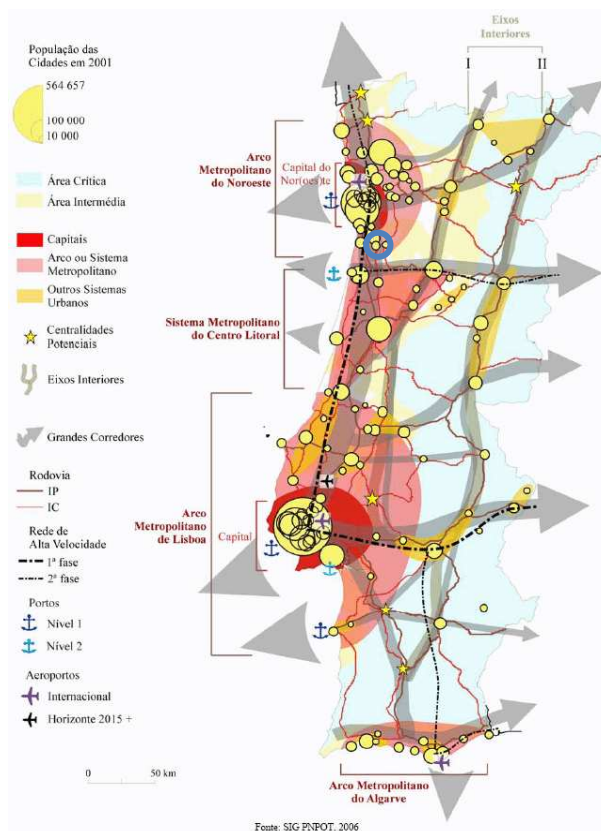 Eixos
Interiores
I
II
População das
Cidades em 2001
564 657
100 000
10 000
Área Crítica
Área Intermédia
Capitais
Arco ou Sistema
Metropolitano
Outros Sistemas
Urbanos
Centralidades
Potenciais
Eixos Interiores
Grandes Corredores
Rodovia
IP
IC
Rede de
Alta Velocidade
1ª fase
2ª fase
Portos
Nível 1
Nível 2
Aeroportos
Internacional
Horizonte 2015 +
0
50 km
Arco
Metropolitano
do Noroeste
Capital do
Nor(oes)te
Sistema Metropolitano
do Centro Litoral
Arco
Metropolitano
de Lisboa
Capital
Arco Metropolitano
do Algarve
Fonte: SIG PNPOT, 2006